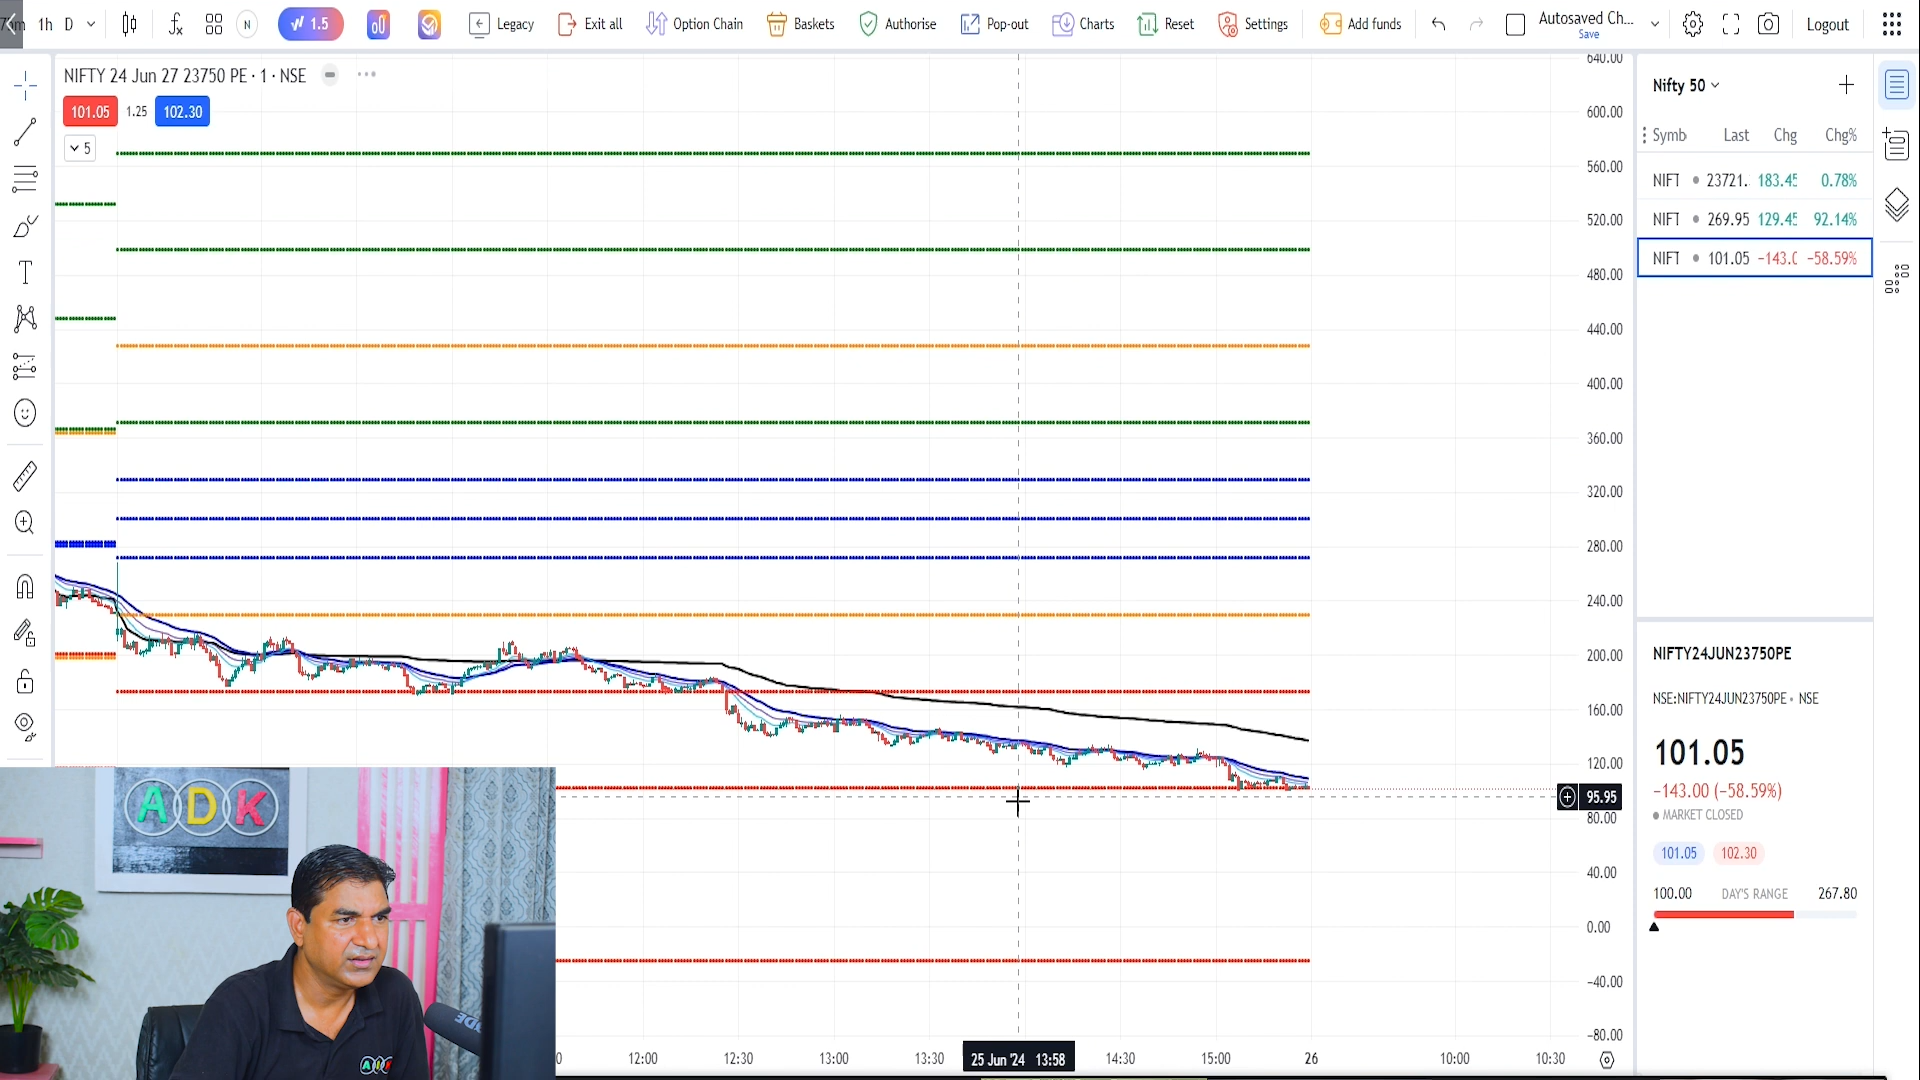 1h D N 1.5 Legacy Exit all Option Chain Baskets Authorise Pop-out Charts Reset Settings Add funds Autosaved Ch... Save Logout
NIFTY 24 Jun 27 23750 PE · 1 · NSE
101.05 1.25 102.30
5
640.00
600.00
560.00
520.00
480.00
440.00
400.00
360.00
320.00
280.00
240.00
200.00
160.00
120.00
95.95
80.00
40.00
0.00
-40.00
-80.00
12:00 12:30 13:00 13:30 25 Jun '24 13:58 14:30 15:00 26 10:00 10:30
Nifty 50
Symb Last Chg Chg%
NIFT 23721. 183.45 0.78%
NIFT 269.95 129.45 92.14%
NIFT 101.05 -143.0 -58.59%
NIFTY24JUN23750PE
NSE:NIFTY24JUN23750PE • NSE
101.05
-143.00 (-58.59%)
MARKET CLOSED
101.05 102.30
100.00 DAY'S RANGE 267.80
ADK